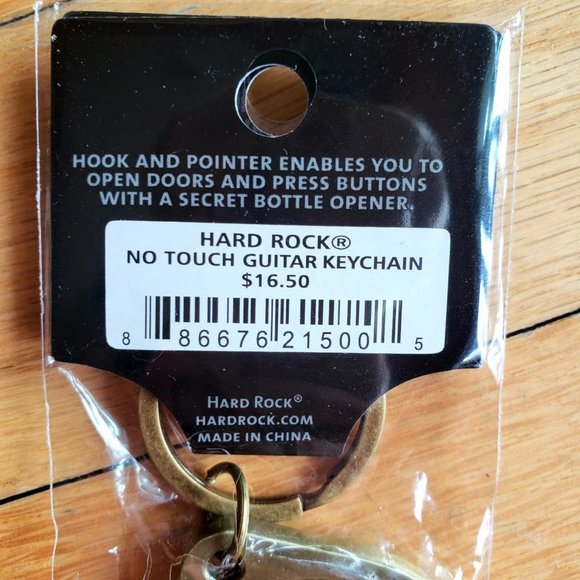 HOOK AND POINTER ENABLES YOU TO
OPEN DOORS AND PRESS BUTTONS
WITH A SECRET BOTTLE OPENER.
HARD ROCK®
NO TOUCH GUITAR KEYCHAIN
$16.50
8 86676 21500 5
HARD ROCK®
HARDROCK.COM
MADE IN CHINA